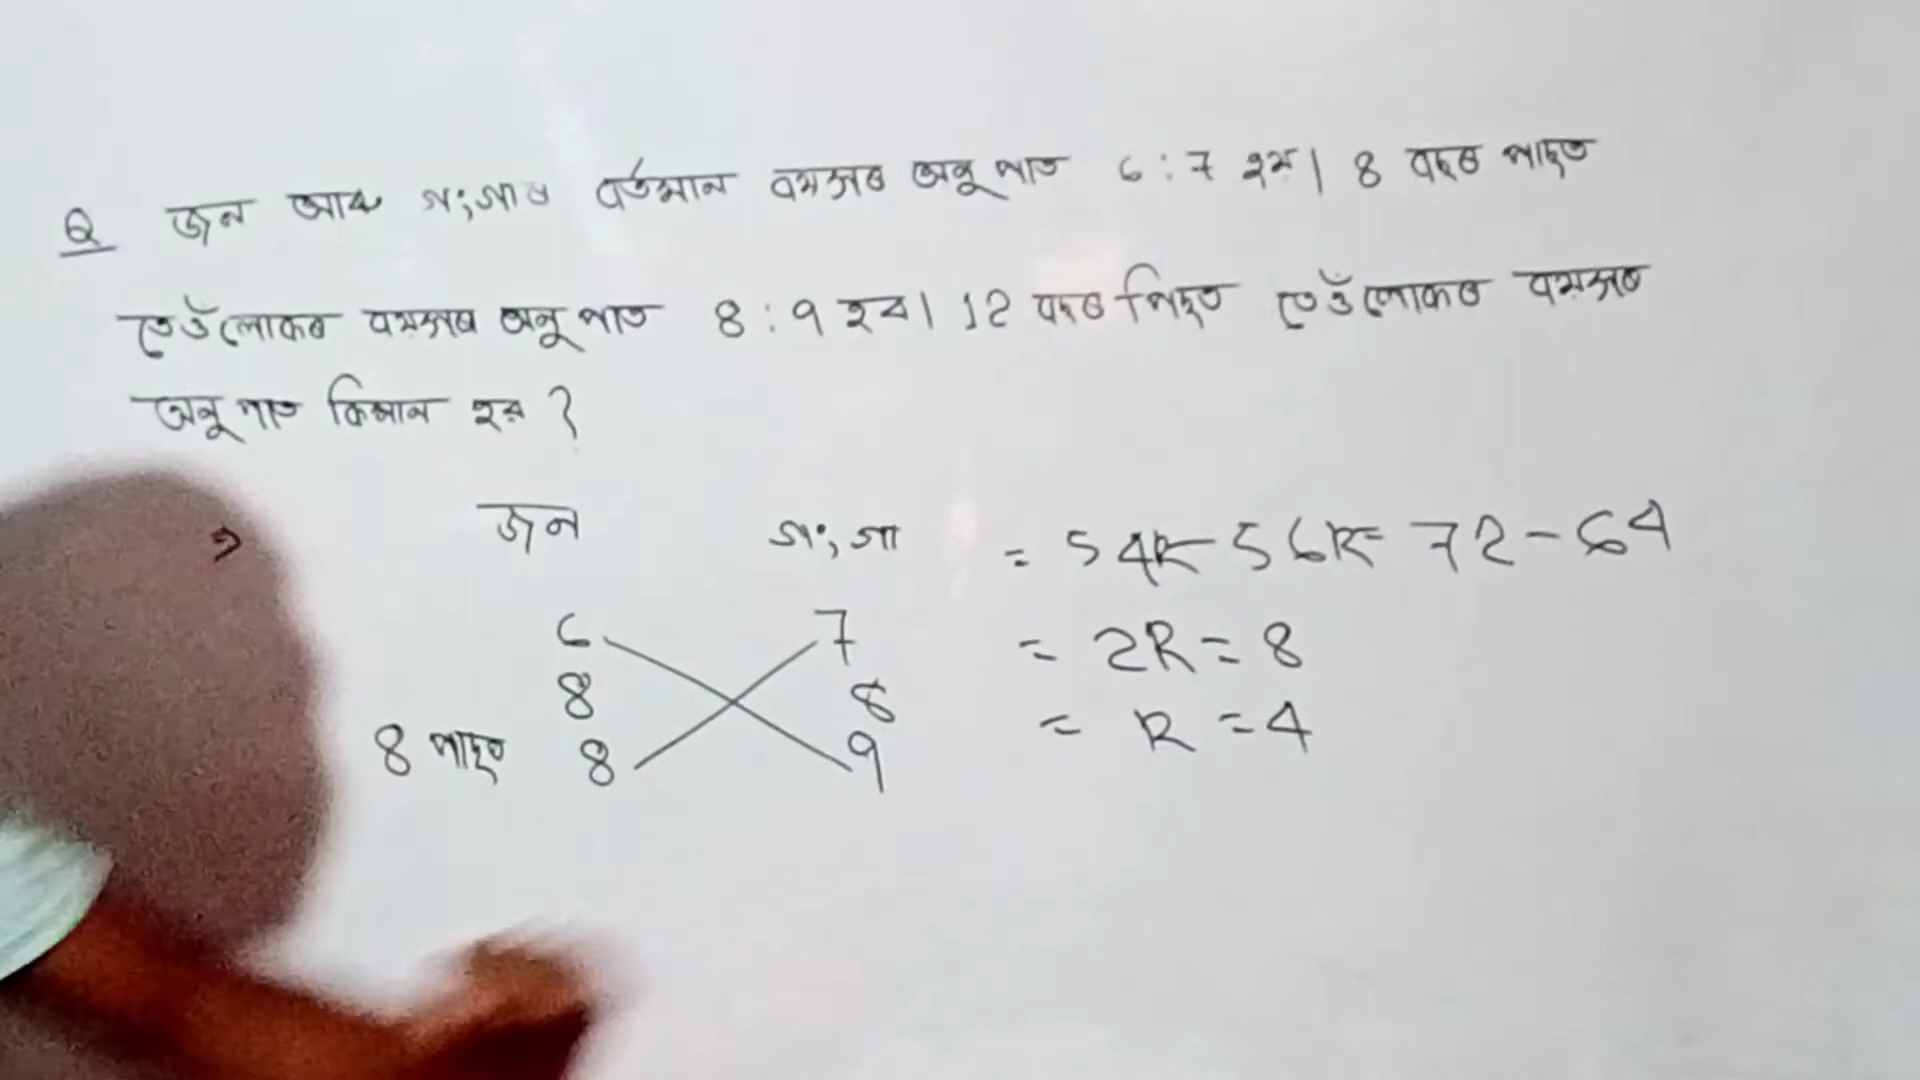 Q জন আৰু গংগাৰ বৰ্তমান বয়সৰ অনুপাত 6 : 7 হয়। 8 বছৰ পাছত
তেওঁলোকৰ বয়সৰ অনুপাত 8 : 9 হব। 12 বছৰ পিছত তেওঁলোকৰ বয়সৰ
অনুপাত কিমান হব ?
জন গংগা
6 7
8 8
8 পাছত 8 9
= 54R - 56R = 72 - 64
= 2R = 8
= R = 4